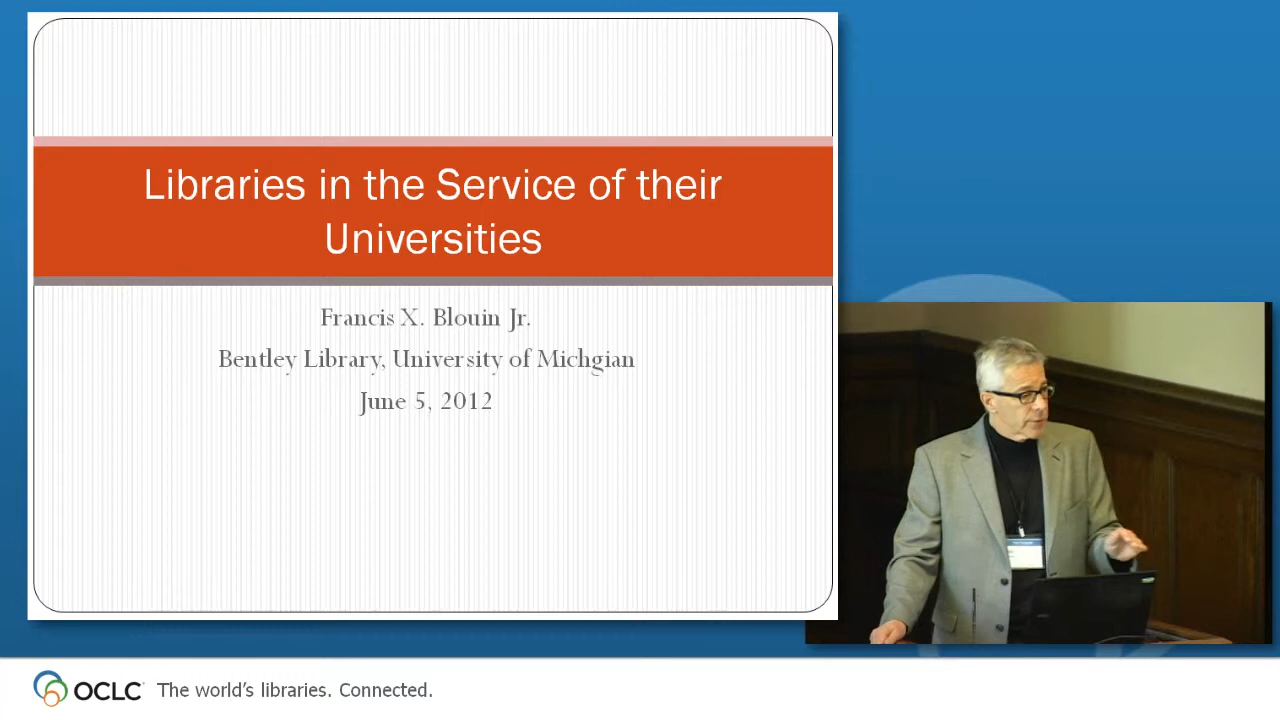 Libraries in the Service of their
Universities
Francis X. Blouin Jr.
Bentley Library, University of Michgian
June 5, 2012
OCLC The world's libraries. Connected.